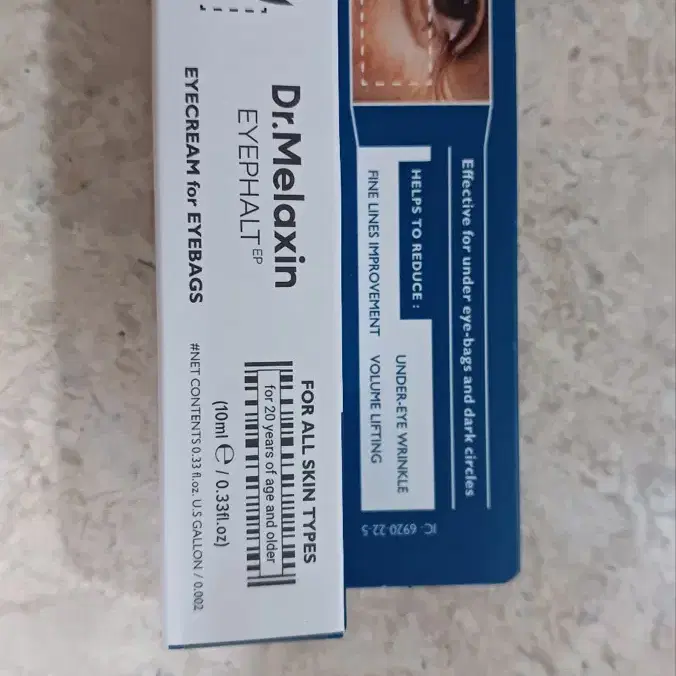 Dr.Melaxin
EYEPHALT EP
EYECREAM for EYEBAGS
FOR ALL SKIN TYPES
for 20 years of age and older
(10ml ℮ / 0.33fl.oz)
#NET CONTENTS 0.33 fl.oz. U.S GALLON / 0.002
Effective for under eye-bags and dark circles
HELPS TO REDUCE :
UNDER-EYE WRINKLE
FINE LINES IMPROVEMENT VOLUME LIFTING
IC- 6920-22-5